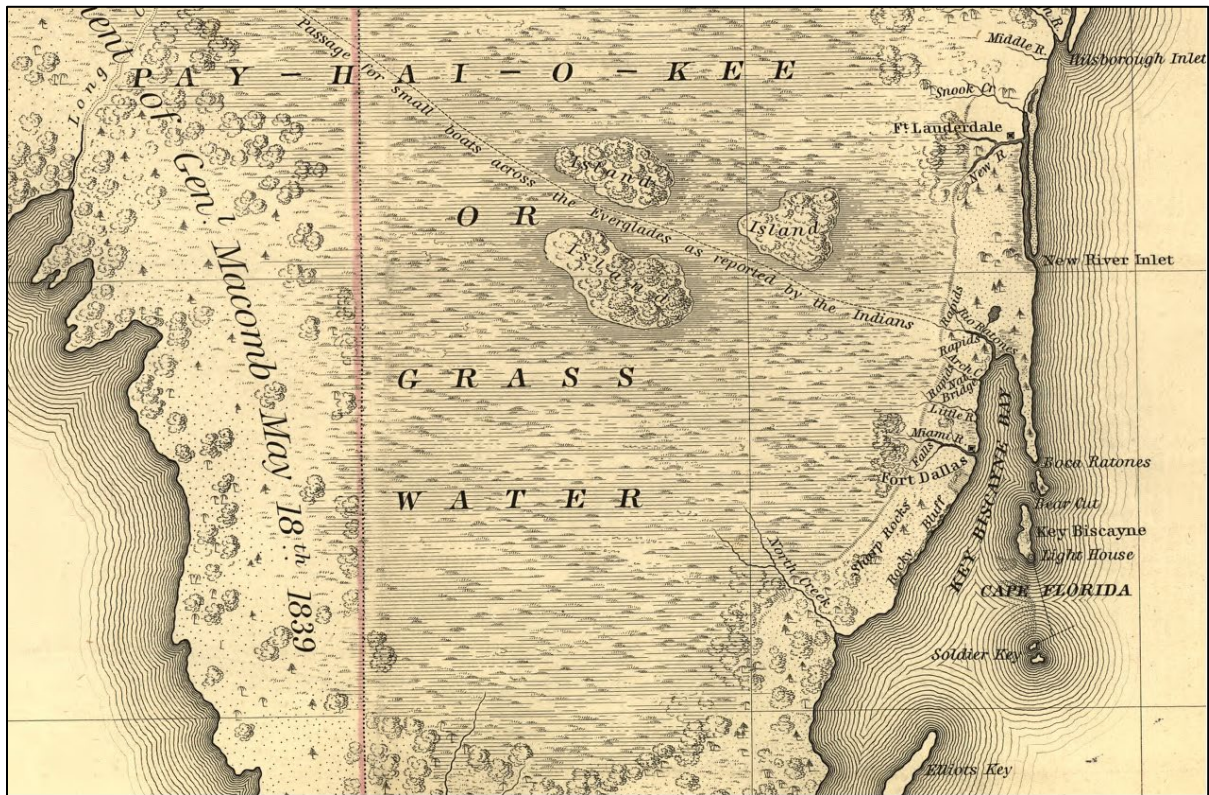 Long
ment of
Genl. Macomb May 18th 1839
Passage for small boats across the Everglades as reported by the Indians
PAY-HAI-O-KEE
OR
GRASS
WATER
Island
Island
Island
Middle R.
Hilsborough Inlet
Snook Cr.
Ft. Lauderdale
New R.
New River Inlet
Rapids
Rio Ratones
Rapids
Arch C.
Nat.
Bridge
Rapids
Little R.
Miami R.
Falls
Fort Dallas
KEY BISCAYNE BAY
Boca Ratones
Bear Cut
Key Biscayne
Light House
CAPE FLORIDA
Sharp Rocks
Rocky Bluff
North Creek
Soldier Key
Elliots Key